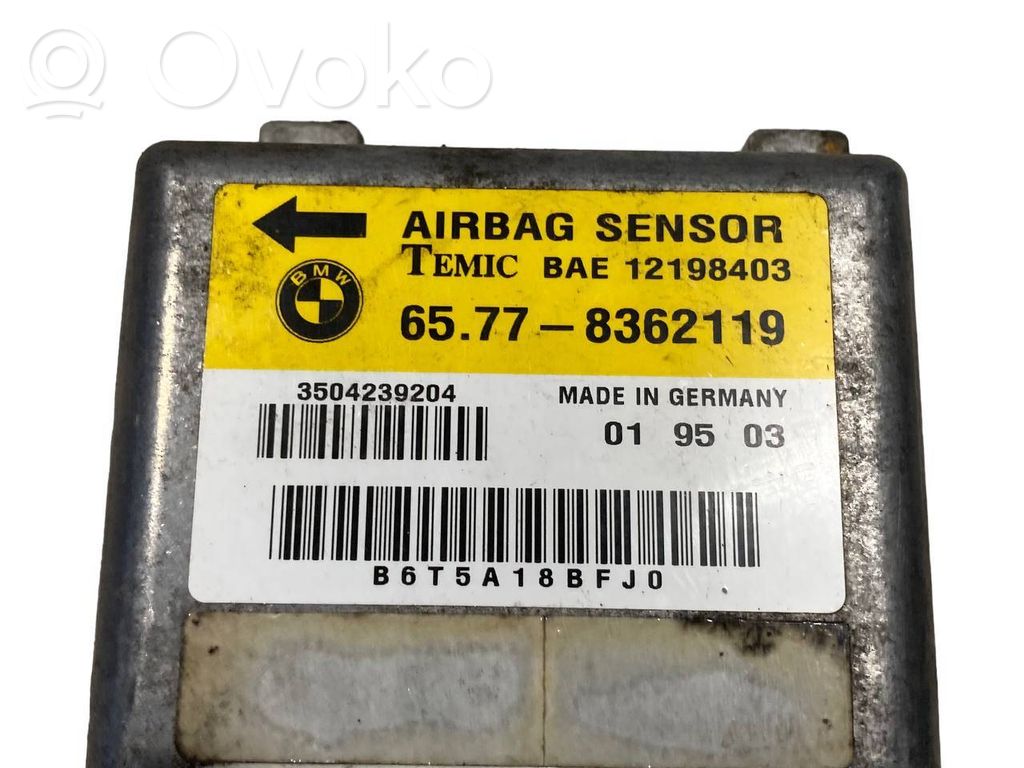 Ovoko
AIRBAG SENSOR
TEMIC BAE 12198403
BMW
65.77-8362119
3504239204
MADE IN GERMANY
01 95 03
B6T5A18BFJ0